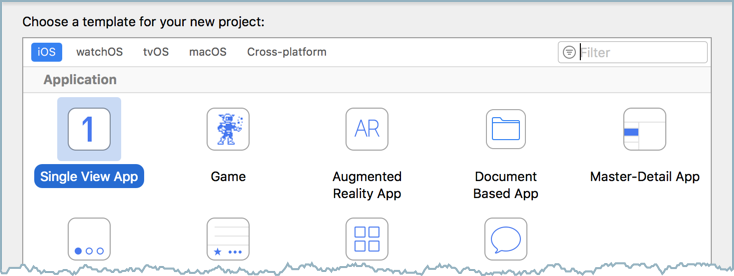 Choose a template for your new project:
iOS watchOS tvOS macOS Cross-platform Filter
Application
1
AR
Single View App Game Augmented Reality App Document Based App Master-Detail App